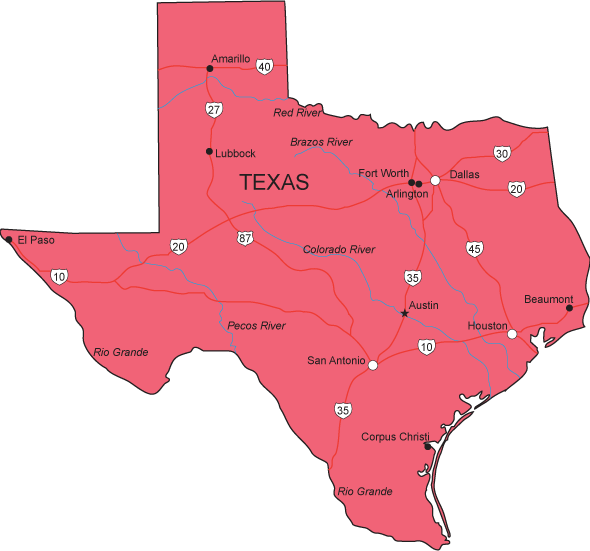 Amarillo
40
27
Red River
Brazos River
30
Lubbock
Fort Worth
Dallas
TEXAS
20
Arlington
El Paso
87
20
Colorado River
45
10
35
Beaumont
Austin
Pecos River
Houston
Rio Grande
10
San Antonio
35
Corpus Christi
Rio Grande